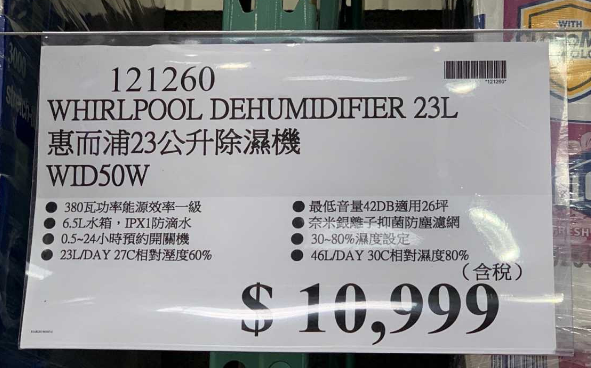 WITH
121260
*121260*
WHIRLPOOL DEHUMIDIFIER 23L
惠而浦23公升除濕機
WID50W
● 380瓦功率能源效率一級
● 6.5L水箱，IPX1防滴水
● 0.5~24小時預約開關機
● 23L/DAY 27C相對溼度60%
● 最低音量42DB適用26坪
● 奈米銀離子抑菌防塵濾網
● 30~80%濕度設定
● 46L/DAY 30C相對濕度80%
（含稅）
$ 10,999